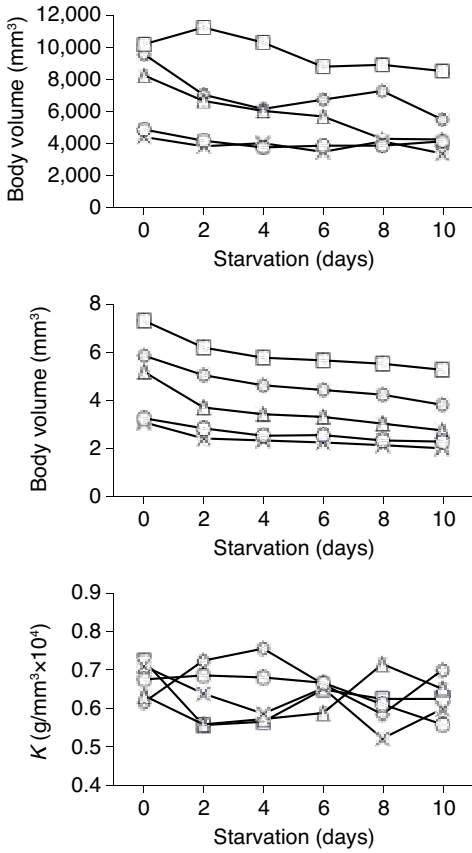 Body volume (mm³)
12,000
10,000
8,000
6,000
4,000
2,000
0
0 2 4 6 8 10
Starvation (days)
Body volume (mm³)
8
6
4
2
0
0 2 4 6 8 10
Starvation (days)
K (g/mm³×10⁴)
0.9
0.8
0.7
0.6
0.5
0.4
0 2 4 6 8 10
Starvation (days)